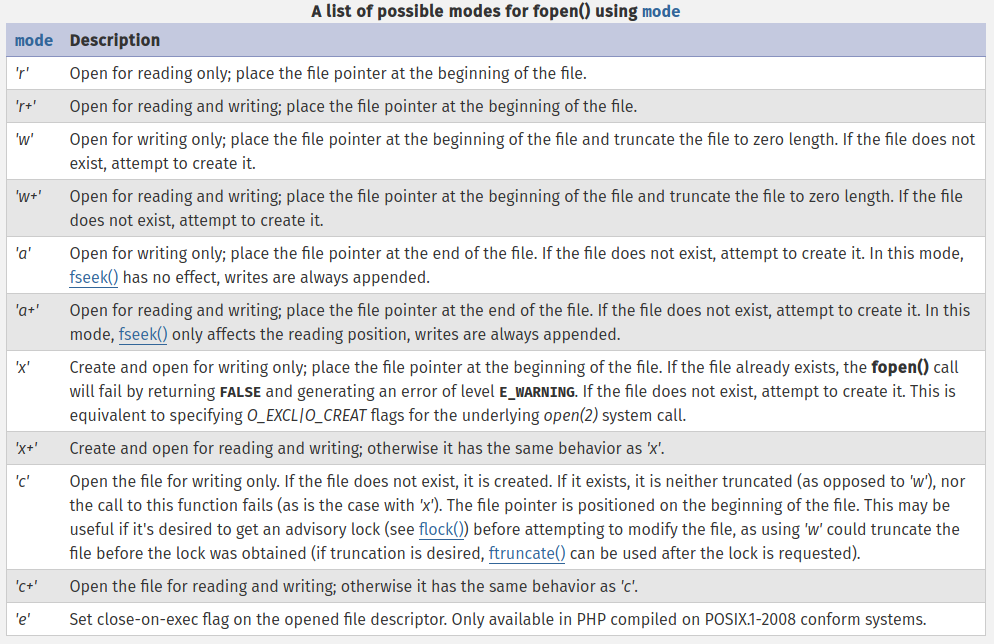 A list of possible modes for fopen() using mode
mode Description
'r' Open for reading only; place the file pointer at the beginning of the file.
'r+' Open for reading and writing; place the file pointer at the beginning of the file.
'w' Open for writing only; place the file pointer at the beginning of the file and truncate the file to zero length. If the file does not
exist, attempt to create it.
'w+' Open for reading and writing; place the file pointer at the beginning of the file and truncate the file to zero length. If the file
does not exist, attempt to create it.
'a' Open for writing only; place the file pointer at the end of the file. If the file does not exist, attempt to create it. In this mode,
fseek() has no effect, writes are always appended.
'a+' Open for reading and writing; place the file pointer at the end of the file. If the file does not exist, attempt to create it. In this
mode, fseek() only affects the reading position, writes are always appended.
'x' Create and open for writing only; place the file pointer at the beginning of the file. If the file already exists, the fopen() call
will fail by returning FALSE and generating an error of level E_WARNING. If the file does not exist, attempt to create it. This is
equivalent to specifying O_EXCL|O_CREAT flags for the underlying open(2) system call.
'x+' Create and open for reading and writing; otherwise it has the same behavior as 'x'.
'c' Open the file for writing only. If the file does not exist, it is created. If it exists, it is neither truncated (as opposed to 'w'), nor
the call to this function fails (as is the case with 'x'). The file pointer is positioned on the beginning of the file. This may be
useful if it's desired to get an advisory lock (see flock()) before attempting to modify the file, as using 'w' could truncate the
file before the lock was obtained (if truncation is desired, ftruncate() can be used after the lock is requested).
'c+' Open the file for reading and writing; otherwise it has the same behavior as 'c'.
'e' Set close-on-exec flag on the opened file descriptor. Only available in PHP compiled on POSIX.1-2008 conform systems.